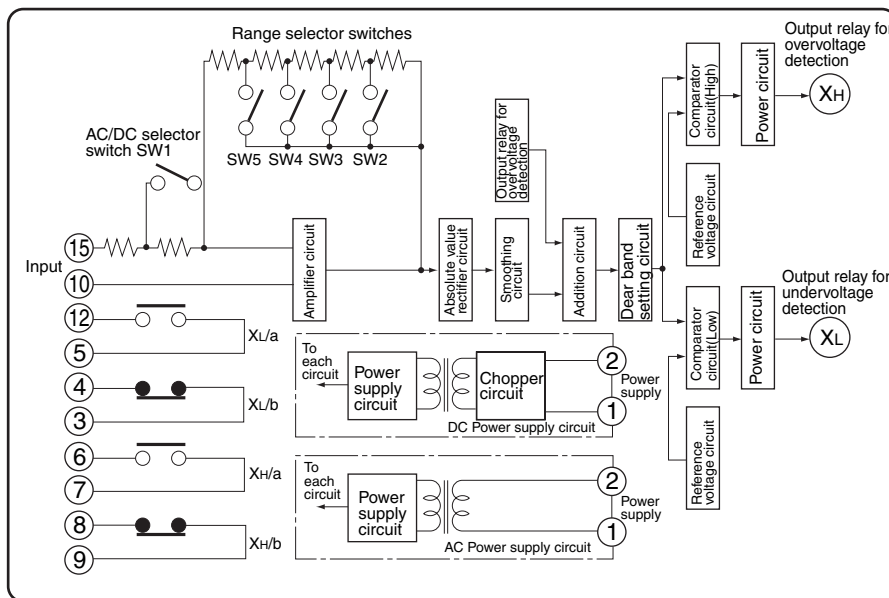 Range selector switches
AC/DC selector
switch SW1
SW5
SW4
SW3
SW2
Output relay for
overvoltage
detection
Output relay for
overvoltage
detection
XH
Comparator
circuit(High)
Power circuit
Reference
voltage circuit
Input
15
10
Amplifier circuit
Absolute value
rectifier circuit
Smoothing
circuit
Addition circuit
Dear band
setting circuit
Output relay for
undervoltage
detection
XL
Comparator
circuit(Low)
Power circuit
Reference
voltage circuit
12
5
XL/a
4
3
XL/b
6
7
XH/a
8
9
XH/b
To
each
circuit
Power
supply
circuit
Chopper
circuit
2
1
Power
supply
DC Power supply circuit
To
each
circuit
Power
supply
circuit
2
1
Power
supply
AC Power supply circuit